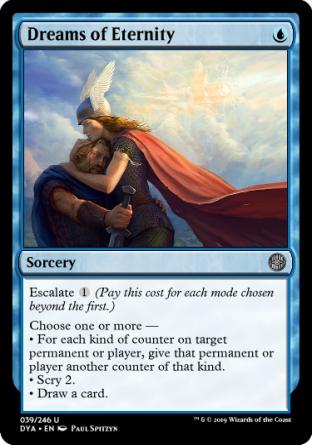 Dreams of Eternity
Sorcery
Escalate 1 (Pay this cost for each mode chosen
beyond the first.)
Choose one or more —
• For each kind of counter on target
permanent or player, give that permanent or
player another counter of that kind.
• Scry 2.
• Draw a card.
039/246 U
DYA • EN Paul Spitzyn
™ & © 2019 Wizards of the Coast